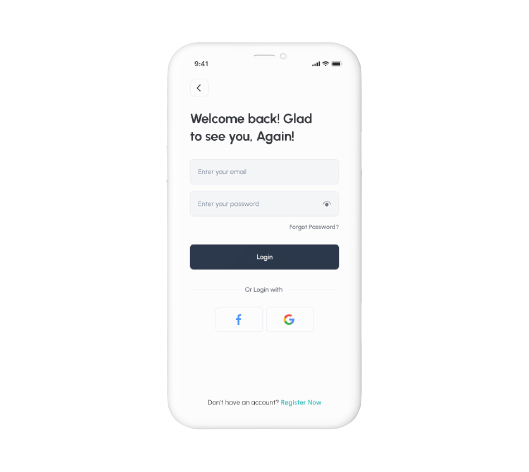 9:41
Welcome back! Glad
to see you, Again!
Enter your email
Enter your password
Forgot Password?
Login
Or Login with
Don't have an account? Register Now